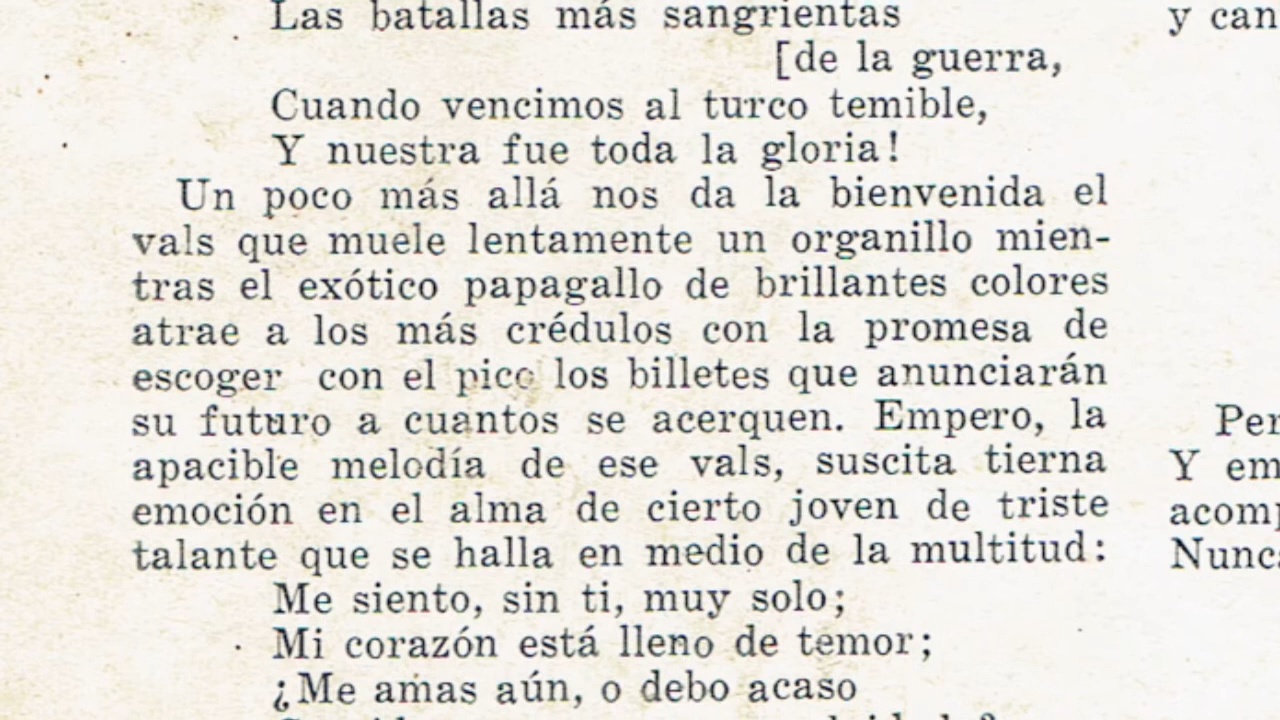 Las batallas más sangrientas
[de la guerra,
Cuando vencimos al turco temible,
Y nuestra fue toda la gloria!
Un poco más allá nos da la bienvenida el
vals que muele lentamente un organillo mien-
tras el exótico papagallo de brillantes colores
atrae a los más crédulos con la promesa de
escoger con el pico los billetes que anunciarán
su futuro a cuantos se acerquen. Empero, la
apacible melodía de ese vals, suscita tierna
emoción en el alma de cierto joven de triste
talante que se halla en medio de la multitud:
Me siento, sin ti, muy solo;
Mi corazón está lleno de temor;
¿Me amas aún, o debo acaso
y can
Per
Y em
acomp
Nunca